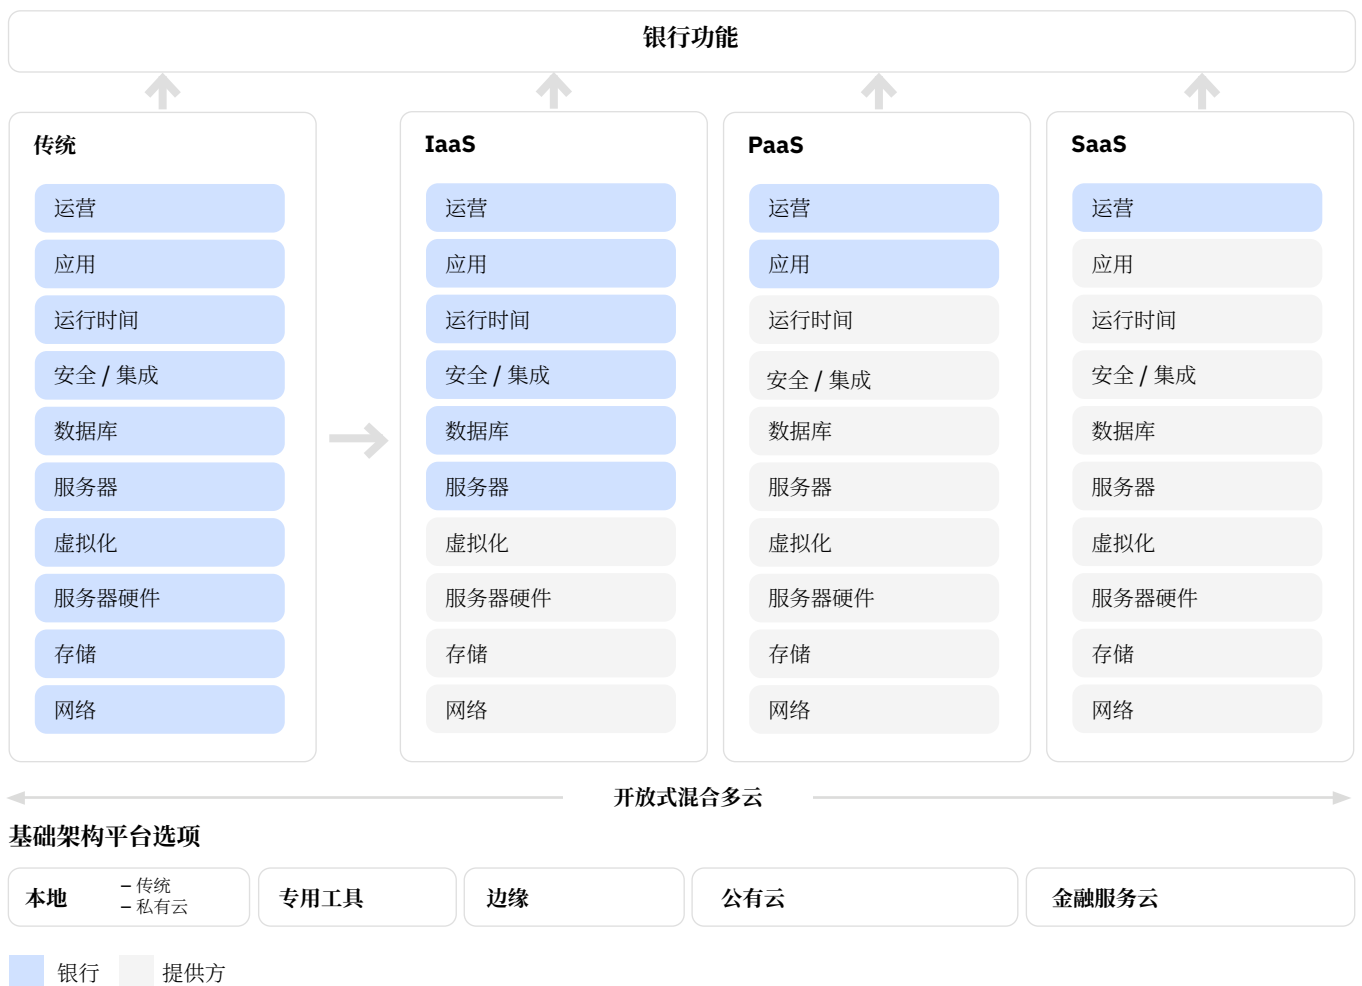 银行功能
传统
运营
应用
运行时间
安全 / 集成
数据库
服务器
虚拟化
服务器硬件
存储
网络
IaaS
运营
应用
运行时间
安全 / 集成
数据库
服务器
虚拟化
服务器硬件
存储
网络
PaaS
运营
应用
运行时间
安全 / 集成
数据库
服务器
虚拟化
服务器硬件
存储
网络
SaaS
运营
应用
运行时间
安全 / 集成
数据库
服务器
虚拟化
服务器硬件
存储
网络
开放式混合多云
基础架构平台选项
本地
– 传统
– 私有云
专用工具
边缘
公有云
金融服务云
银行
提供方